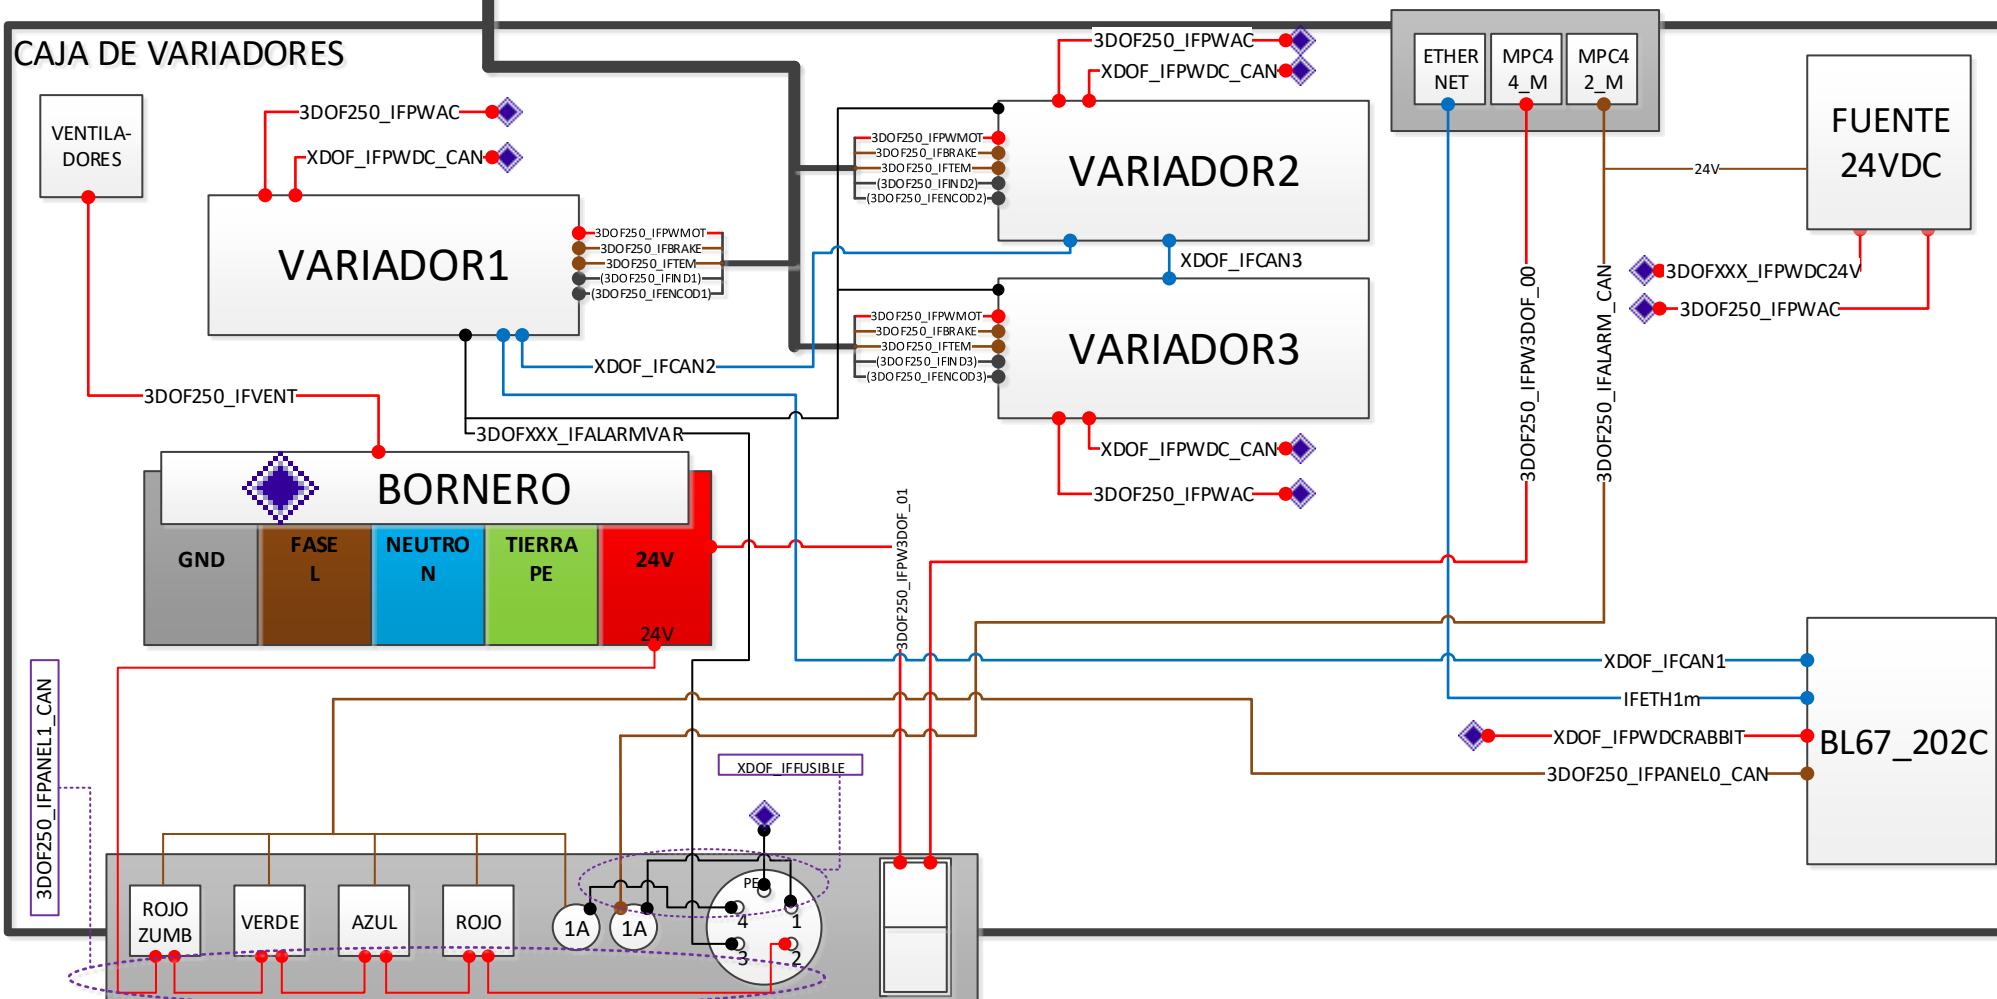 CAJA DE VARIADORES
VENTILA-
DORES
3DOF250_IFPWAC
XDOF_IFPWDC_CAN
VARIADOR1
3DOF250_IFPWMOT
3DOF250_IFBRAKE
3DOF250_IFTEM
(3DOF250_IFIND1)
(3DOF250_IFENCOD1)
3DOF250_IFPWAC
XDOF_IFPWDC_CAN
VARIADOR2
3DOF250_IFPWMOT
3DOF250_IFBRAKE
3DOF250_IFTEM
(3DOF250_IFIND2)
(3DOF250_IFENCOD2)
XDOF_IFCAN3
VARIADOR3
3DOF250_IFPWMOT
3DOF250_IFBRAKE
3DOF250_IFTEM
(3DOF250_IFIND3)
(3DOF250_IFENCOD3)
XDOF_IFPWDC_CAN
3DOF250_IFPWAC
ETHER
NET
MPC4
4_M
MPC4
2_M
FUENTE
24VDC
24V
3DOFXXX_IFPWDC24V
3DOF250_IFPWAC
3DOF250_IFPW3DOF_00
3DOF250_IFALARM_CAN
XDOF_IFCAN2
3DOF250_IFVENT
3DOFXXX_IFALARMVAR
BORNERO
GND
FASE
L
NEUTRO
N
TIERRA
PE
24V
24V
3DOF250_IFPW3DOF_01
XDOF_IFCAN1
IFETH1m
XDOF_IFPWDCRABBIT
3DOF250_IFPANEL0_CAN
BL67_202C
3DOF250_IFPANEL1_CAN
XDOF_IFFUSIBLE
ROJO
ZUMB
VERDE
AZUL
ROJO
1A
1A
PE
4
1
3
2